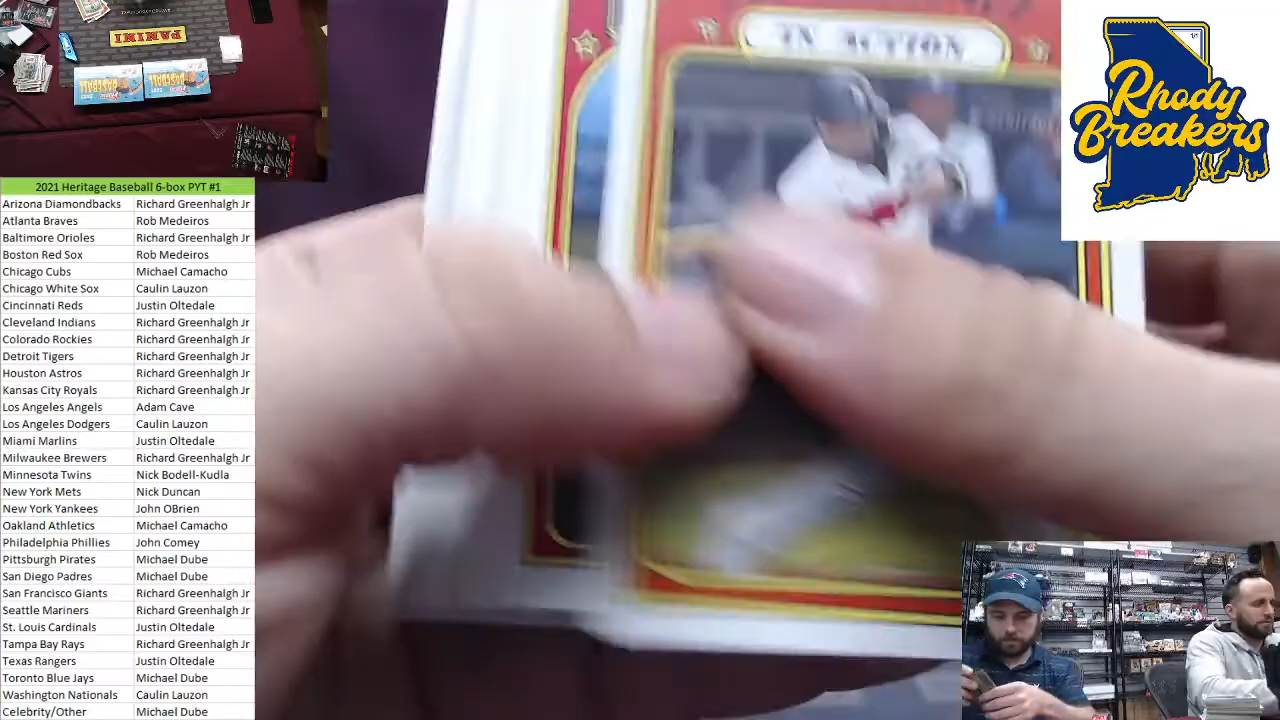 PANINI
BASEBALL
BASEBALL
IN ACTION
Rhody
Breakers
2021 Heritage Baseball 6-box PYT #1
Arizona Diamondbacks Richard Greenhalgh Jr
Atlanta Braves Rob Medeiros
Baltimore Orioles Richard Greenhalgh Jr
Boston Red Sox Rob Medeiros
Chicago Cubs Michael Camacho
Chicago White Sox Caulin Lauzon
Cincinnati Reds Justin Oltedale
Cleveland Indians Richard Greenhalgh Jr
Colorado Rockies Richard Greenhalgh Jr
Detroit Tigers Richard Greenhalgh Jr
Houston Astros Richard Greenhalgh Jr
Kansas City Royals Richard Greenhalgh Jr
Los Angeles Angels Adam Cave
Los Angeles Dodgers Caulin Lauzon
Miami Marlins Justin Oltedale
Milwaukee Brewers Richard Greenhalgh Jr
Minnesota Twins Nick Bodell-Kudla
New York Mets Nick Duncan
New York Yankees John OBrien
Oakland Athletics Michael Camacho
Philadelphia Phillies John Comey
Pittsburgh Pirates Michael Dube
San Diego Padres Michael Dube
San Francisco Giants Richard Greenhalgh Jr
Seattle Mariners Richard Greenhalgh Jr
St. Louis Cardinals Justin Oltedale
Tampa Bay Rays Richard Greenhalgh Jr
Texas Rangers Justin Oltedale
Toronto Blue Jays Michael Dube
Washington Nationals Caulin Lauzon
Celebrity/Other Michael Dube